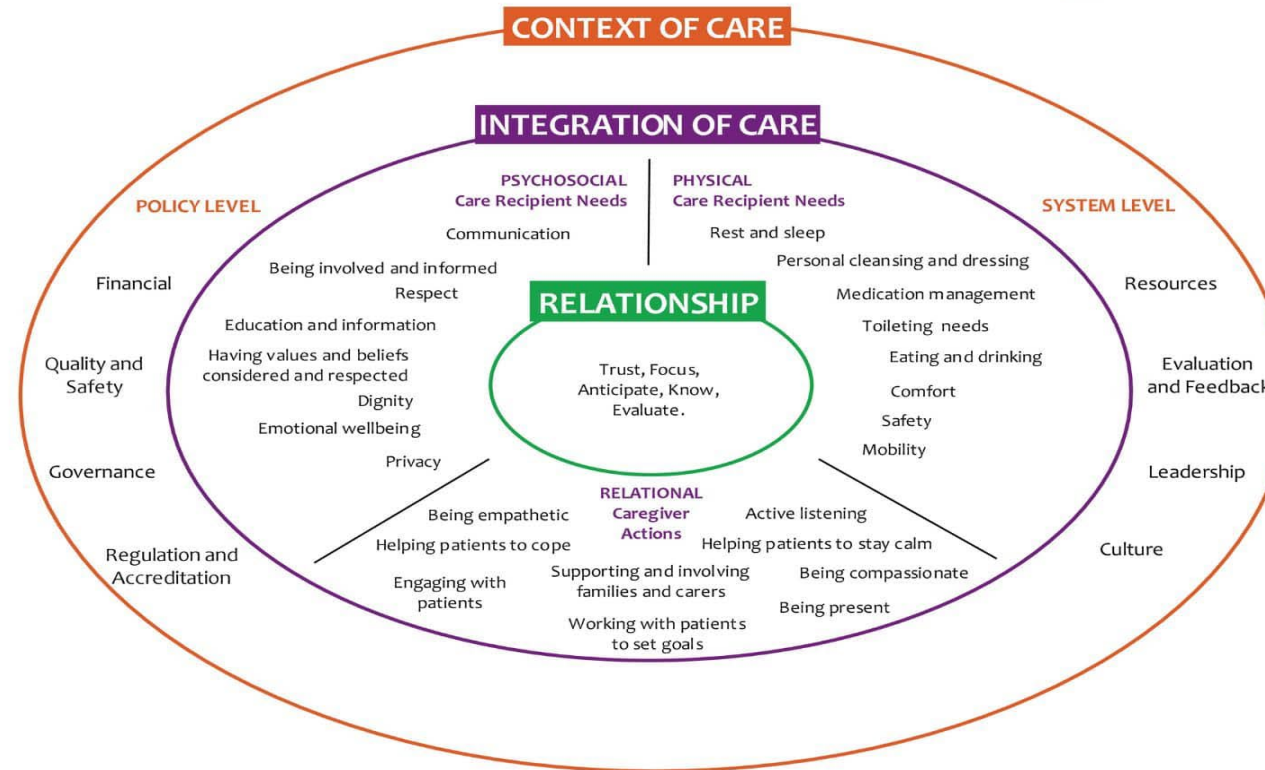 CONTEXT OF CARE
INTEGRATION OF CARE
PSYCHOSOCIAL
Care Recipient Needs
PHYSICAL
Care Recipient Needs
POLICY LEVEL
Financial
Quality and
Safety
Governance
Regulation and
Accreditation
Communication
Being involved and informed
Respect
Education and information
Having values and beliefs
considered and respected
Dignity
Emotional wellbeing
Privacy
RELATIONSHIP
Trust, Focus,
Anticipate, Know,
Evaluate.
Rest and sleep
Personal cleansing and dressing
Medication management
Toileting needs
Eating and drinking
Comfort
Safety
Mobility
SYSTEM LEVEL
Resources
Evaluation
and Feedback
Leadership
Culture
RELATIONAL
Caregiver
Actions
Being empathetic
Helping patients to cope
Engaging with
patients
Supporting and involving
families and carers
Working with patients
to set goals
Active listening
Helping patients to stay calm
Being compassionate
Being present